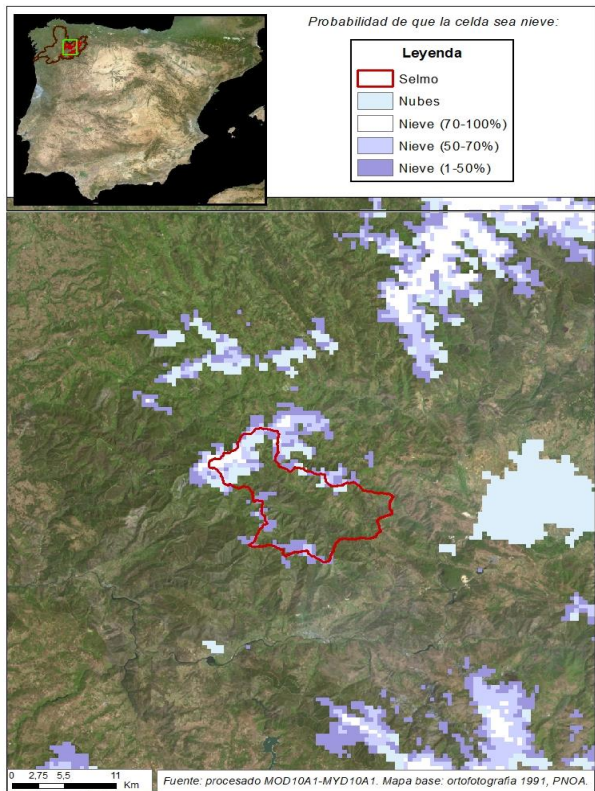 Probabilidad de que la celda sea nieve:
Leyenda
Selmo
Nubes
Nieve (70-100%)
Nieve (50-70%)
Nieve (1-50%)
0 2,75 5,5 11
Km
Fuente: procesado MOD10A1-MYD10A1. Mapa base: ortofotografia 1991, PNOA.